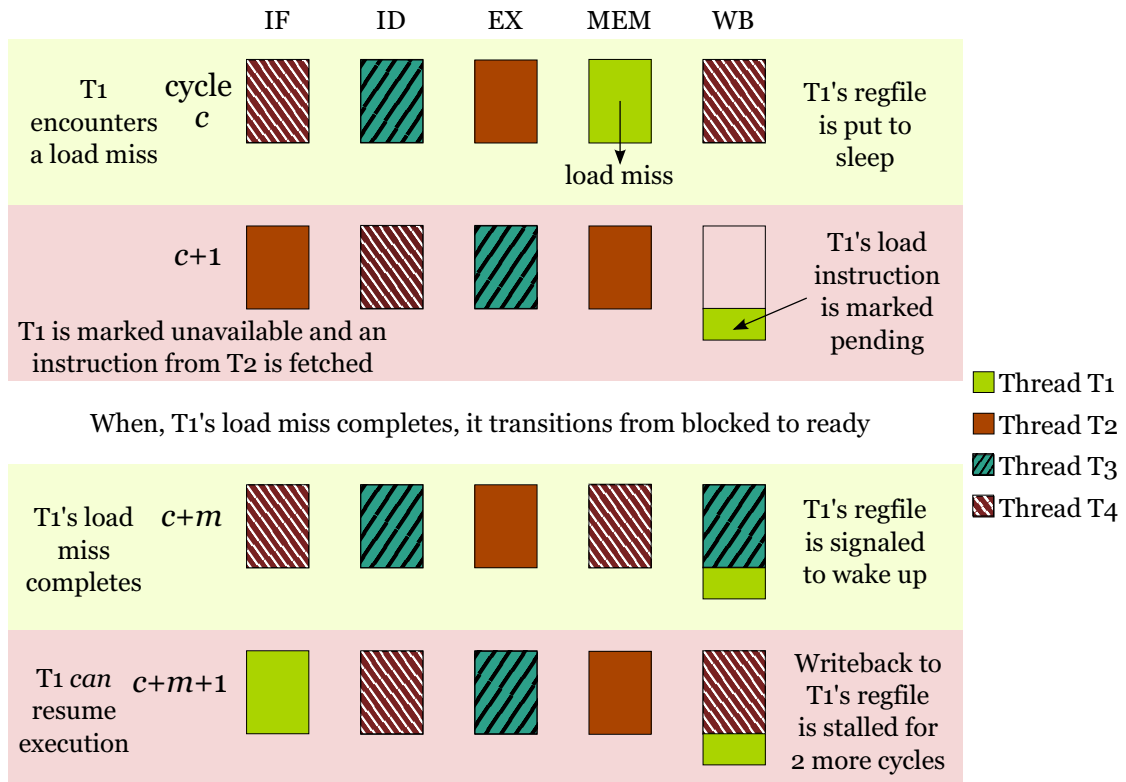 IF ID EX MEM WB
T1
encounters
a load miss
cycle
c
load miss
T1's regfile
is put to
sleep
c+1
T1 is marked unavailable and an
instruction from T2 is fetched
T1's load
instruction
is marked
pending
When, T1's load miss completes, it transitions from blocked to ready
Thread T1
Thread T2
Thread T3
Thread T4
T1's load
miss
completes
c+m
T1's regfile
is signaled
to wake up
T1 can
resume
execution
c+m+1
Writeback to
T1's regfile
is stalled for
2 more cycles